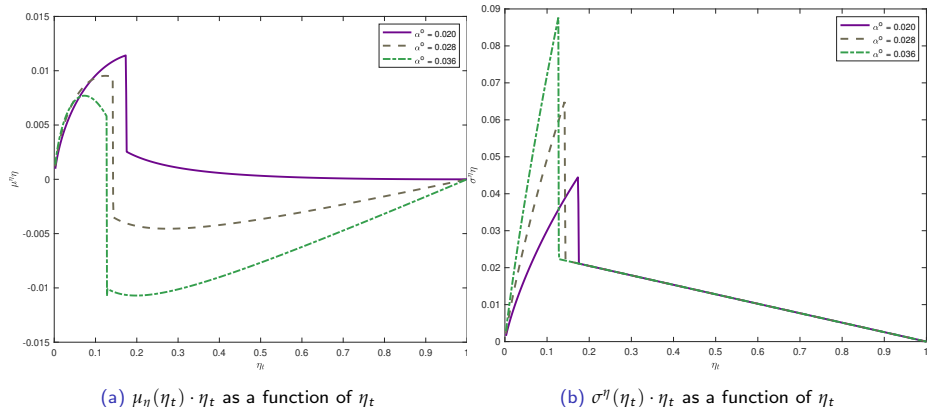 0.015
0.01
0.005
0
-0.005
-0.01
-0.015
μ^η η
0 0.1 0.2 0.3 0.4 0.5 0.6 0.7 0.8 0.9 1
η_t
α^o = 0.020
α^o = 0.028
α^o = 0.036
(a) μ_η(η_t) · η_t as a function of η_t
0.09
0.08
0.07
0.06
0.05
0.04
0.03
0.02
0.01
0
σ^η η
0 0.1 0.2 0.3 0.4 0.5 0.6 0.7 0.8 0.9 1
η_t
α^o = 0.020
α^o = 0.028
α^o = 0.036
(b) σ^η(η_t) · η_t as a function of η_t